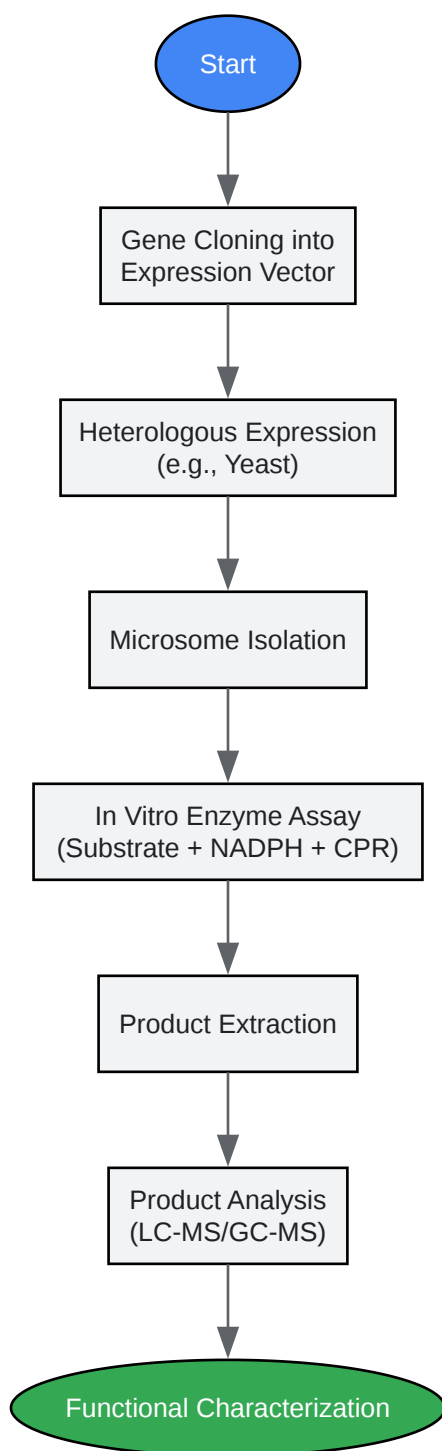 Start
Gene Cloning into
Expression Vector
Heterologous Expression
(e.g., Yeast)
Microsome Isolation
In Vitro Enzyme Assay
(Substrate + NADPH + CPR)
Product Extraction
Product Analysis
(LC-MS/GC-MS)
Functional Characterization